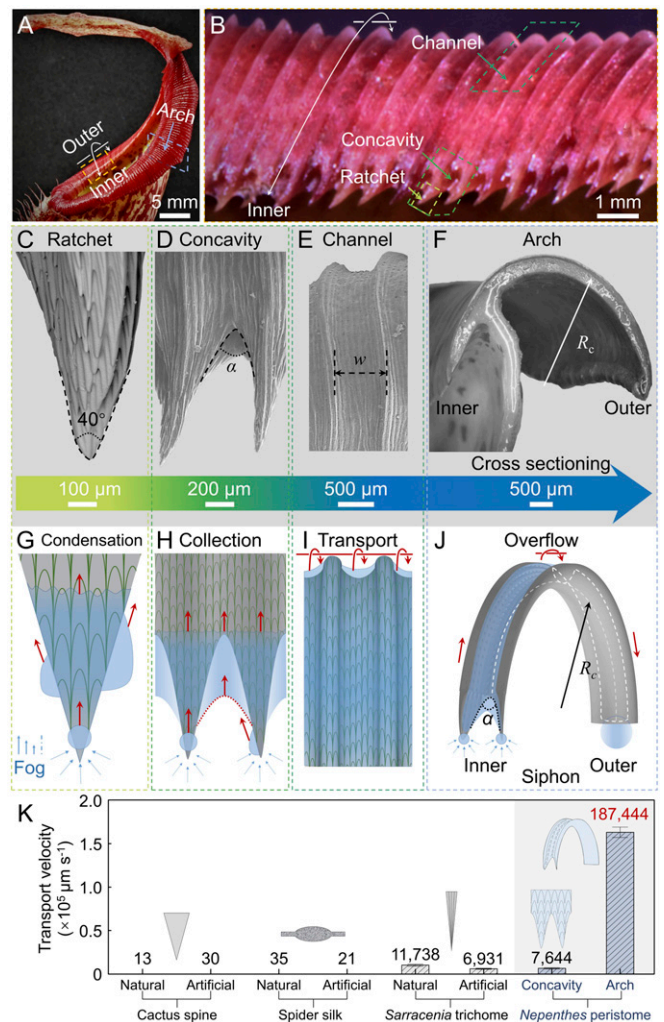 A
Outer
Arch
Inner
5 mm
B
Channel
Concavity
Ratchet
Inner
1 mm
C Ratchet
40°
D Concavity
α
E Channel
w
F Arch
Rc
Inner
Outer
Cross sectioning
100 μm
200 μm
500 μm
500 μm
G Condensation
Fog
H Collection
I Transport
J Overflow
Rc
α
Inner
Outer
Siphon
K
Transport velocity
(×10⁵ μm s⁻¹)
2.0
1.5
1.0
0.5
0
13
30
35
21
11,738
6,931
7,644
187,444
Natural Artificial Natural Artificial Natural Artificial Concavity Arch
Cactus spine Spider silk Sarracenia trichome Nepenthes peristome